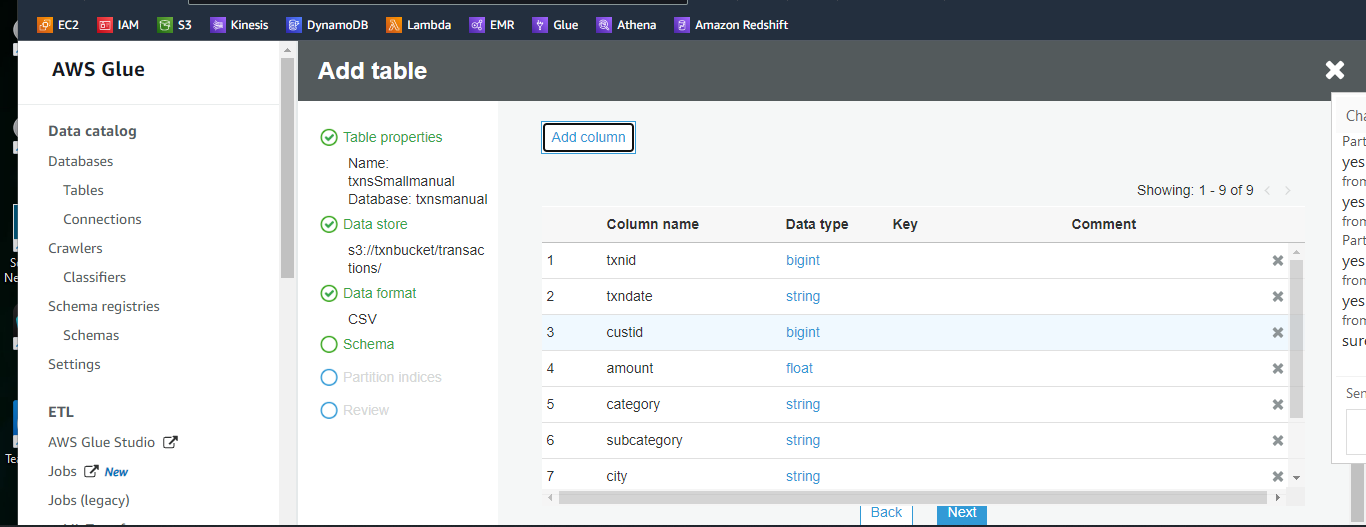 EC2 IAM S3 Kinesis DynamoDB Lambda EMR Glue Athena Amazon Redshift
AWS Glue
Data catalog
Databases
Tables
Connections
Crawlers
Classifiers
Schema registries
Schemas
Settings
ETL
AWS Glue Studio
Jobs New
Jobs (legacy)
Add table
Table properties
Name:
txnsSmallmanual
Database: txnsmanual
Data store
s3://txnbucket/transac
tions/
Data format
CSV
Schema
Partition indices
Review
Add column
Showing: 1 - 9 of 9
Column name Data type Key Comment
1 txnid bigint
2 txndate string
3 custid bigint
4 amount float
5 category string
6 subcategory string
7 city string
Back Next
Cha
Part
yes
from
yes
from
Part
yes
from
yes
from
sure
Sen